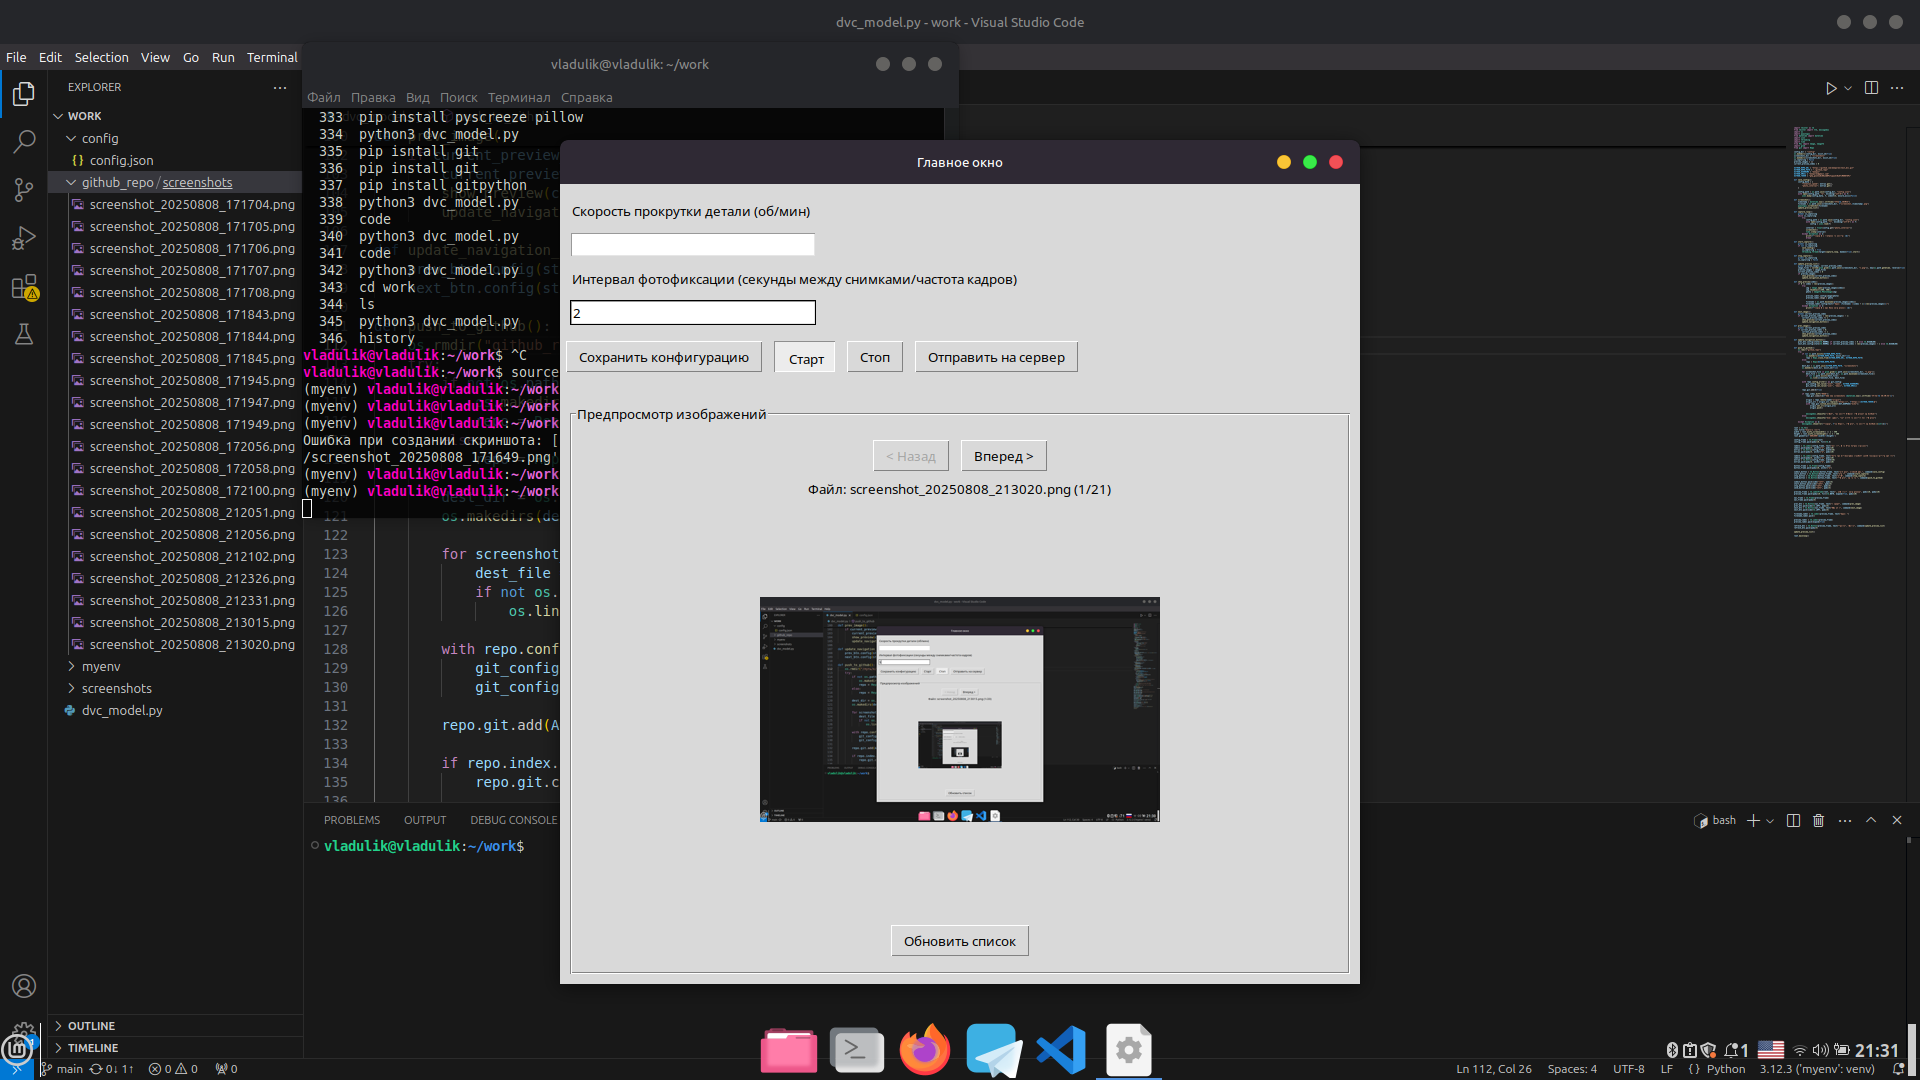 dvc_model.py - work - Visual Studio Code
File Edit Selection View Go Run Terminal
EXPLORER
WORK
config
config.json
github_repo / screenshots
screenshot_20250808_171704.png
screenshot_20250808_171705.png
screenshot_20250808_171706.png
screenshot_20250808_171707.png
screenshot_20250808_171708.png
screenshot_20250808_171843.png
screenshot_20250808_171844.png
screenshot_20250808_171845.png
screenshot_20250808_171945.png
screenshot_20250808_171947.png
screenshot_20250808_171949.png
screenshot_20250808_172056.png
screenshot_20250808_172058.png
screenshot_20250808_172100.png
screenshot_20250808_212051.png
screenshot_20250808_212056.png
screenshot_20250808_212102.png
screenshot_20250808_212326.png
screenshot_20250808_212331.png
screenshot_20250808_213015.png
screenshot_20250808_213020.png
myenv
screenshots
dvc_model.py
OUTLINE
TIMELINE
vladulik@vladulik: ~/work
Файл Правка Вид Поиск Терминал Справка
333 pip install pyscreeze pillow
334 python3 dvc_model.py
335 pip isntall git
336 pip install git
337 pip install gitpython
338 python3 dvc_model.py
339 code
340 python3 dvc_model.py
341 code
342 python3 dvc_model.py
343 cd work
344 ls
345 python3 dvc_model.py
346 history
vladulik@vladulik:~/work$ ^C
vladulik@vladulik:~/work$ source
(myenv) vladulik@vladulik:~/work
(myenv) vladulik@vladulik:~/work
(myenv) vladulik@vladulik:~/work
Ошибка при создании скриншота: [
/screenshot_20250808_171649.png'
(myenv) vladulik@vladulik:~/work
(myenv) vladulik@vladulik:~/work
121 os.makedirs(de
122
123 for screenshot
124 dest_file
125 if not os.
126 os.lin
127
128 with repo.conf
129 git_config
130 git_config
131
132 repo.git.add(A
133
134 if repo.index.
135 repo.git.c
136
PROBLEMS OUTPUT DEBUG CONSOLE
bash
vladulik@vladulik:~/work$
Главное окно
Скорость прокрутки детали (об/мин)
Интервал фотофиксации (секунды между снимками/частота кадров)
2
Сохранить конфигурацию Старт Стоп Отправить на сервер
Предпросмотр изображений
< Назад Вперед >
Файл: screenshot_20250808_213020.png (1/21)
Обновить список
1 21:31
main 0↓ 1↑ 0 0 0
Ln 112, Col 26 Spaces: 4 UTF-8 LF {} Python 3.12.3 ('myenv': venv)